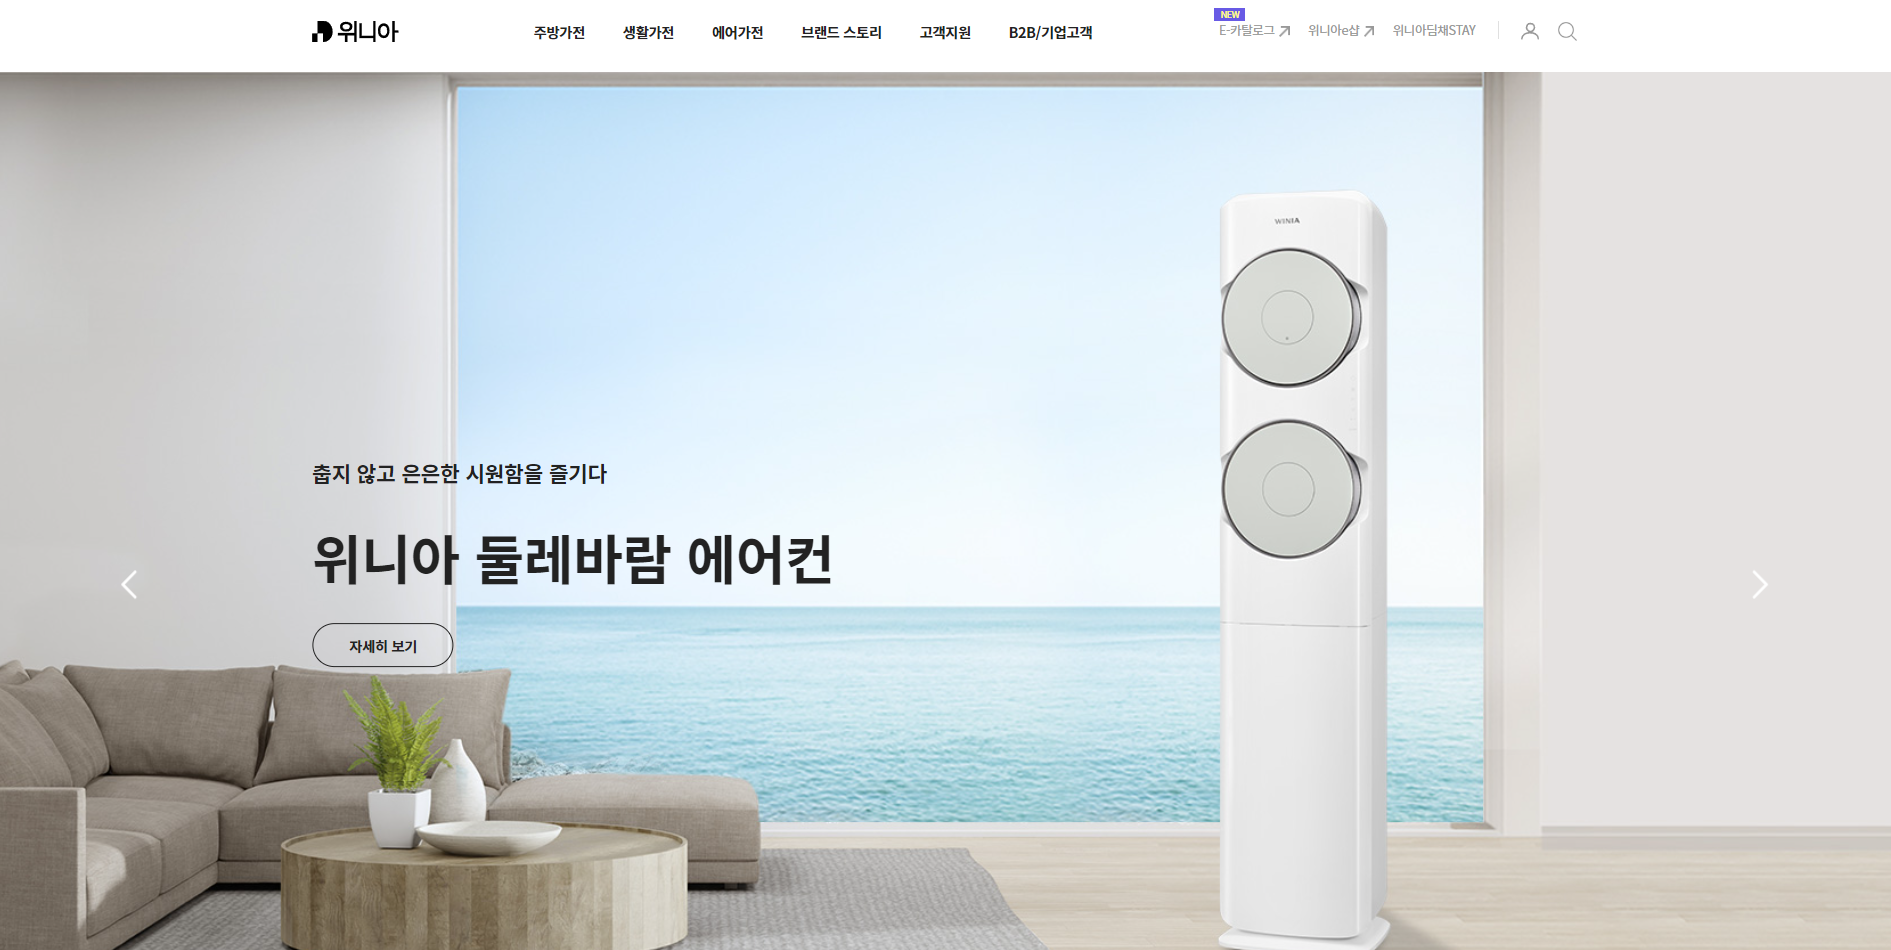 위니아
주방가전 생활가전 에어가전 브랜드 스토리 고객지원 B2B/기업고객
NEW
E-카탈로그 위니아e샵 위니아딤채STAY
WINIA
춥지 않고 은은한 시원함을 즐기다
위니아 둘레바람 에어컨
자세히 보기